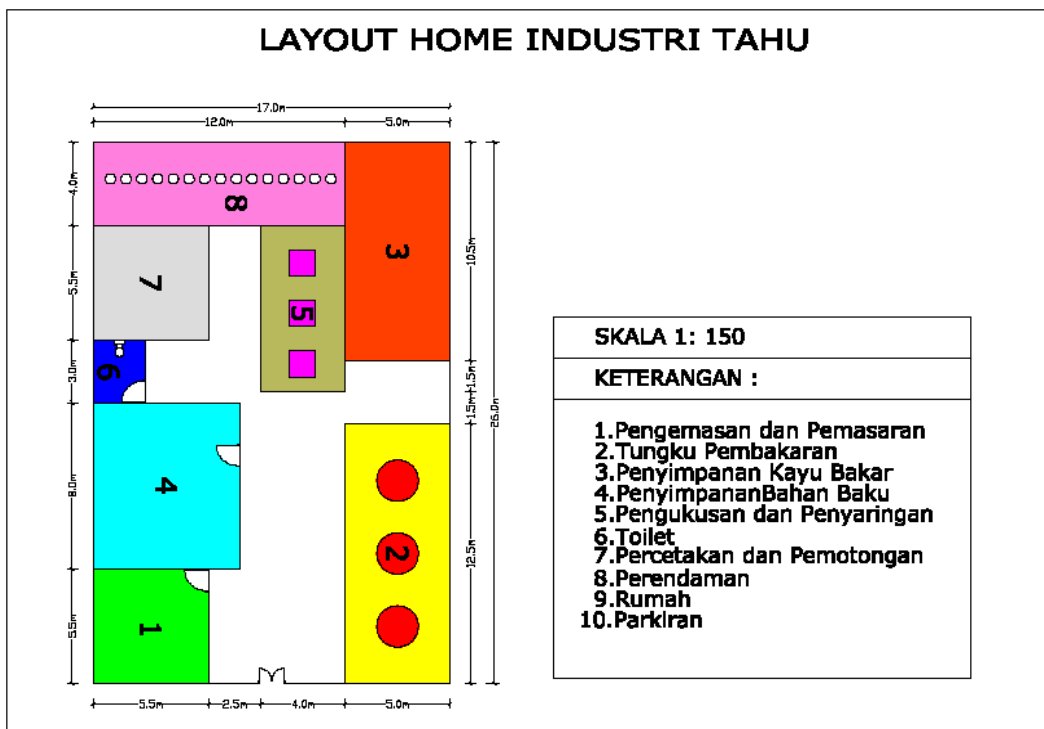 LAYOUT HOME INDUSTRI TAHU
17.0m
12.0m
5.0m
4.0m
5.5m
3.0m
8.0m
5.5m
10.5m
1.5m
1.5m
12.5m
26.0m
8
3
7
5
6
4
2
1
5.5m
2.5m
4.0m
5.0m
SKALA 1: 150
KETERANGAN :
1.Pengemasan dan Pemasaran
2.Tungku Pembakaran
3.Penyimpanan Kayu Bakar
4.PenyimpananBahan Baku
5.Pengukusan dan Penyaringan
6.Toilet
7.Percetakan dan Pemotongan
8.Perendaman
9.Rumah
10.Parkiran